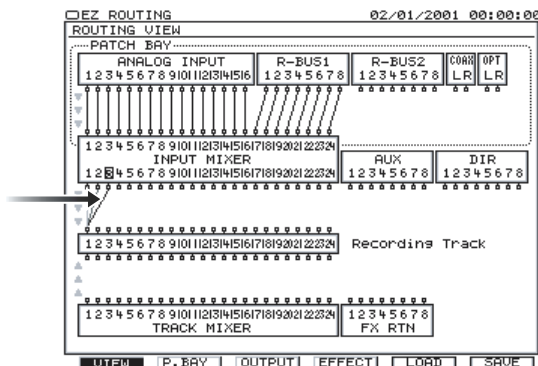 EZ ROUTING 02/01/2001 00:00:00
ROUTING VIEW
PATCH BAY
ANALOG INPUT R-BUS1 R-BUS2 COAX OPT
1 2 3 4 5 6 7 8 9 10 11 12 13 14 15 16 1 2 3 4 5 6 7 8 1 2 3 4 5 6 7 8 L R L R
1 2 3 4 5 6 7 8 9 10 11 12 13 14 15 16 17 18 19 20 21 22 23 24
INPUT MIXER AUX DIR
1 2 3 4 5 6 7 8 9 10 11 12 13 14 15 16 17 18 19 20 21 22 23 24 1 2 3 4 5 6 7 8 1 2 3 4 5 6 7 8
1 2 3 4 5 6 7 8 9 10 11 12 13 14 15 16 17 18 19 20 21 22 23 24 Recording Track
1 2 3 4 5 6 7 8 9 10 11 12 13 14 15 16 17 18 19 20 21 22 23 24 1 2 3 4 5 6 7 8
TRACK MIXER FX RTN
VIEW P.BAY OUTPUT EFFECT LOAD SAVE